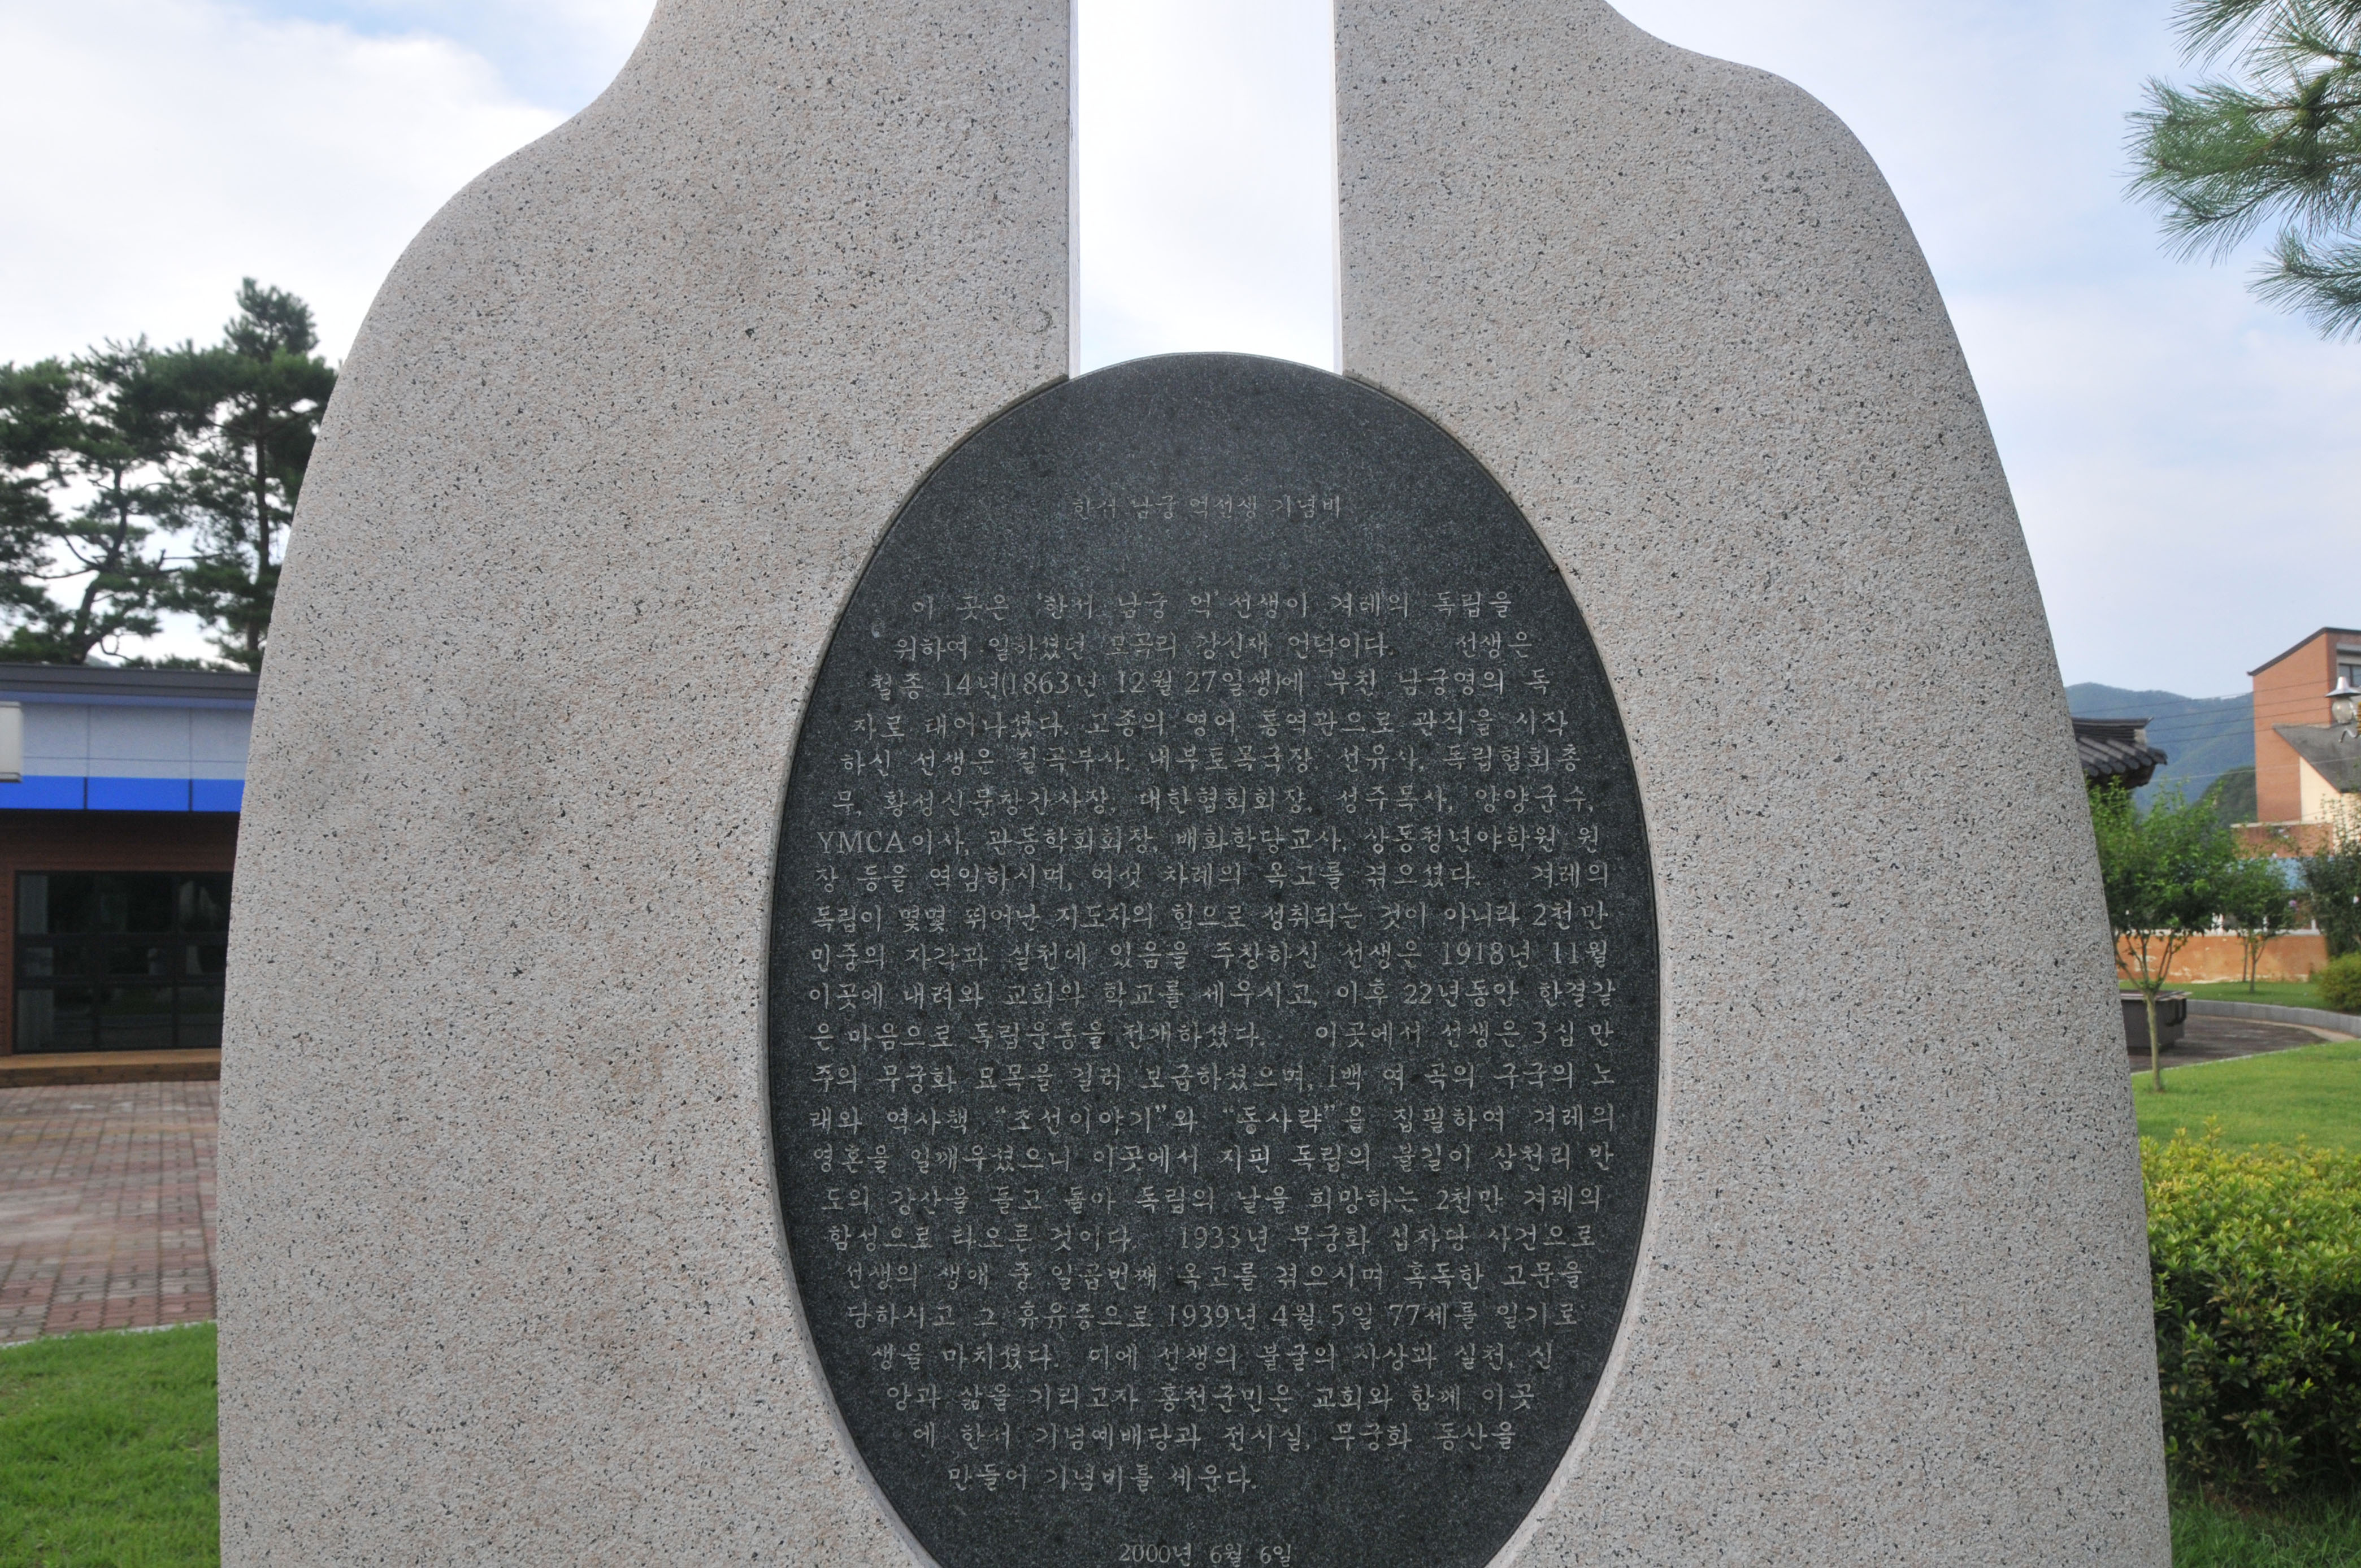 한서 남궁 억선생 기념비
이 곳은 '한서 남궁 억' 선생이 겨레의 독립을
위하여 일하셨던 모곡리 강신재 언덕이다. 선생은
철종 14년(1863년 12월 27일생)에 부천 남궁영의 독
자로 태어나셨다. 고종의 영어 통역관으로 관직을 시작
하신 선생은 칠곡부사, 내부토목국장, 선유사, 독립협회총
무, 황성신문창간사장, 대한협회회장, 성주목사, 양양군수,
YMCA이사, 관동학회회장, 배화학당교사, 상동청년야학원 원
장 등을 역임하시며, 여섯 차례의 옥고를 겪으셨다. 겨레의
독립이 몇몇 뛰어난 지도자의 힘으로 성취되는 것이 아니라 2천만
민중의 자각과 실천에 있음을 주창하신 선생은 1918년 11월
이곳에 내려와 교회와 학교를 세우시고, 이후 22년동안 한결같
은 마음으로 독립운동을 전개하셨다. 이곳에서 선생은 3십 만
주의 무궁화 묘목을 길러 보급하셨으며, 1백 여 곡의 구국의 노
래와 역사책 “조선이야기”와 “동사략”을 집필하여 겨레의
영혼을 일깨우셨으니 이곳에서 지핀 독립의 불길이 삼천리 반
도의 강산을 들고 돌아 독립의 날을 희망하는 2천만 겨레의
함성으로 타오른 것이다. 1933년 무궁화 십자당 사건으로
선생의 생애 중 일곱번째 옥고를 겪으시며 혹독한 고문을
당하시고 그 휴유증으로 1939년 4월 5일 77세를 일기로
생을 마치셨다. 이에 선생의 불굴의 사상과 실천, 신
앙과 삶을 기리고자 홍천군민은 교회와 함께 이곳
에 한서 기념예배당과 전시실, 무궁화 동산을
만들어 기념비를 세운다.
2000년 6월 6일